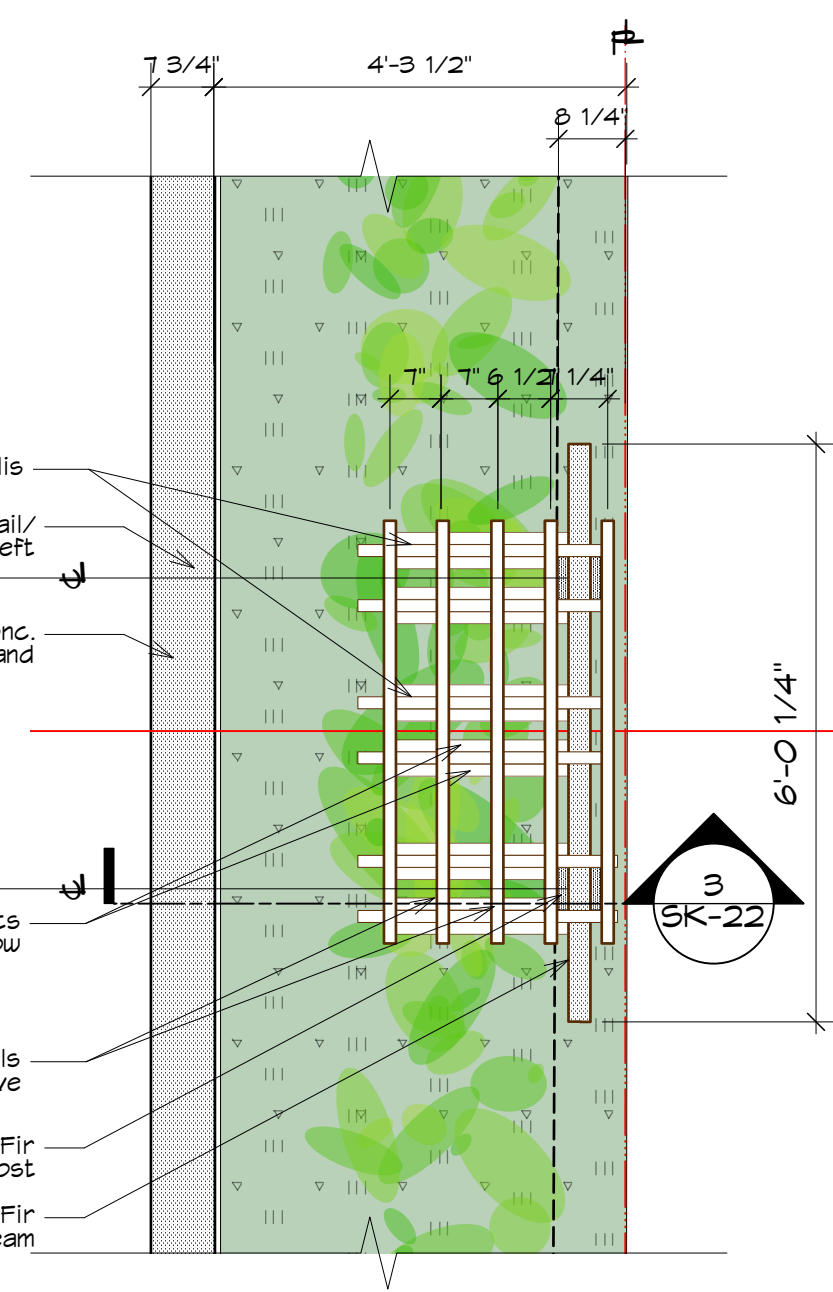 7 3/4"
4'-3 1/2"
8 1/4"
7"
7"
6 1/2
1/4"
lis
ail/
eft
nc.
and
6'-0 1/4"
3
SK-22
ts
ow
ls
ve
Fir
ost
Fir
eam